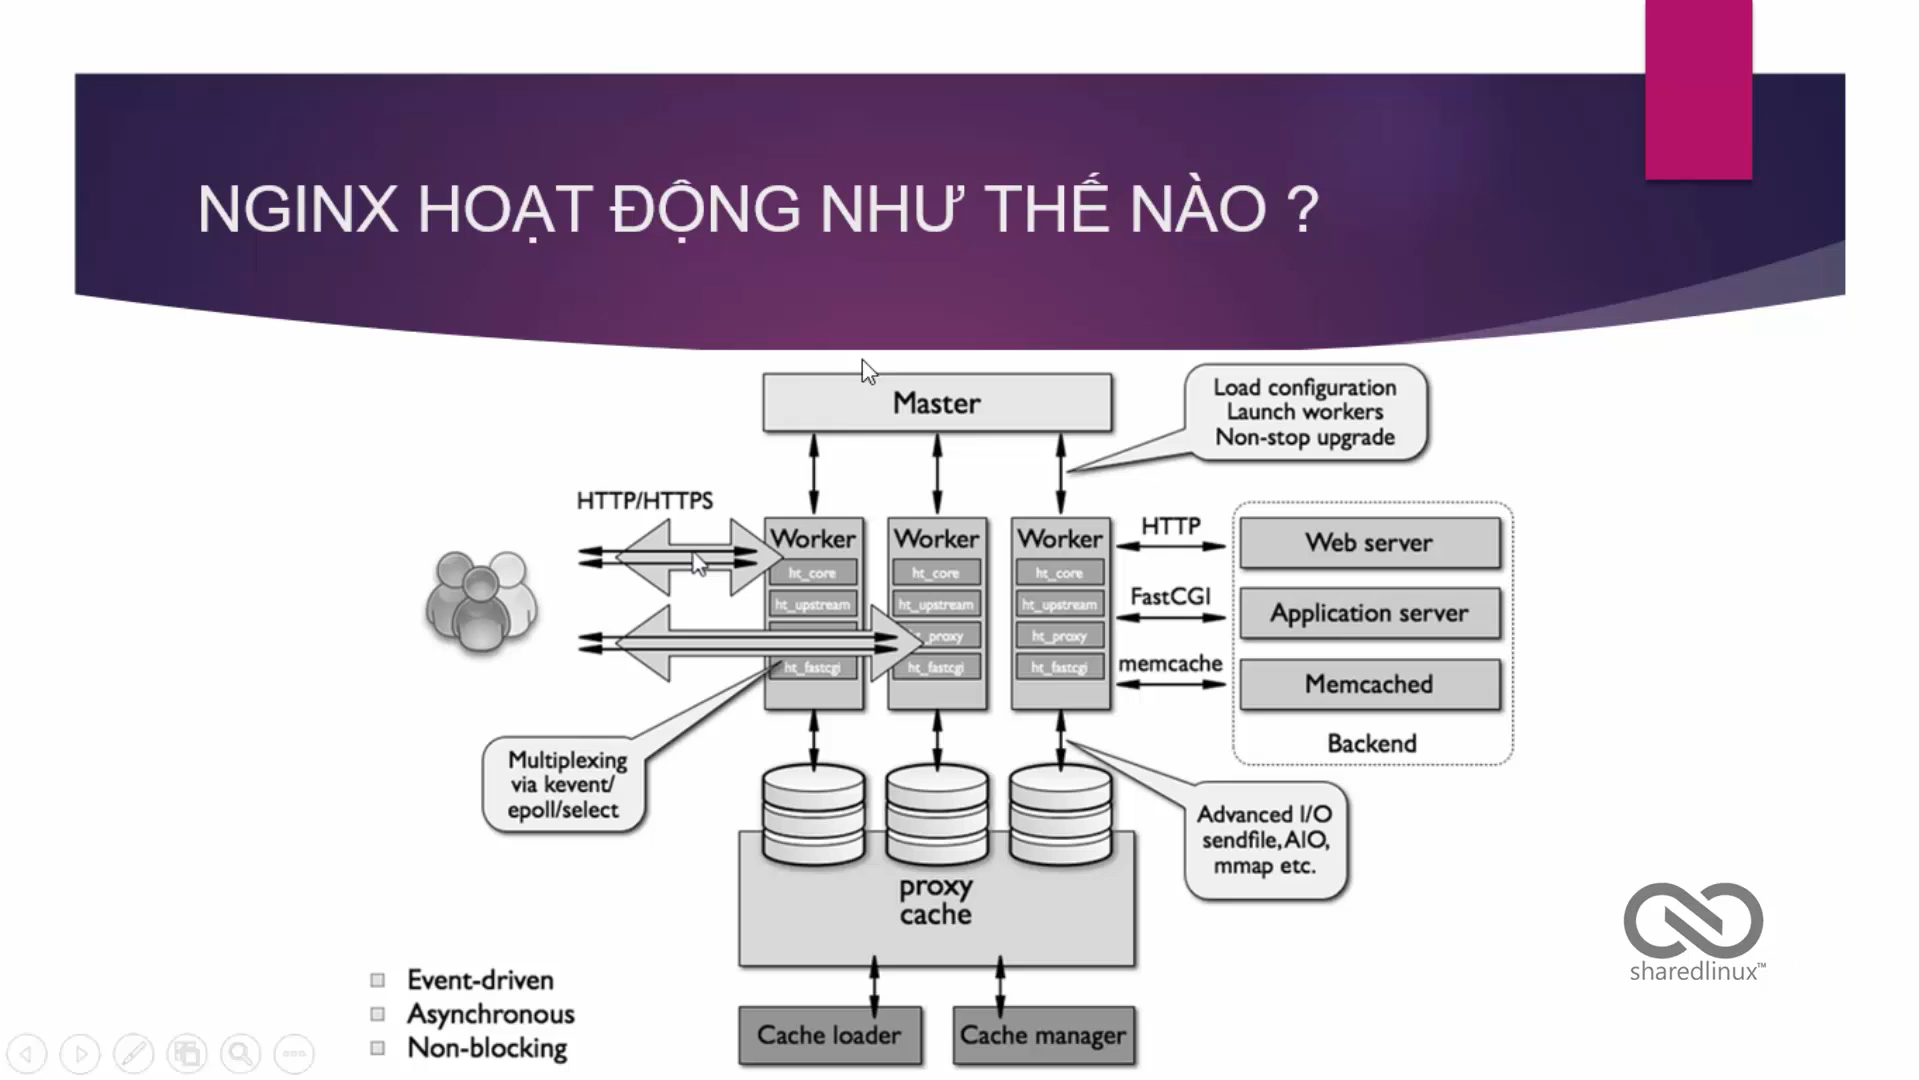 NGINX HOẠT ĐỘNG NHƯ THẾ NÀO ?
Master
Load configuration
Launch workers
Non-stop upgrade
HTTP/HTTPS
Worker
ht_core
ht_upstream
ht_fastcgi
Worker
ht_core
ht_upstream
ht_proxy
ht_fastcgi
Worker
ht_core
ht_upstream
ht_proxy
ht_fastcgi
HTTP
FastCGI
memcache
Web server
Application server
Memcached
Backend
Multiplexing
via kevent/
epoll/select
Advanced I/O
sendfile, AIO,
mmap etc.
proxy
cache
Cache loader
Cache manager
Event-driven
Asynchronous
Non-blocking
sharedlinux™